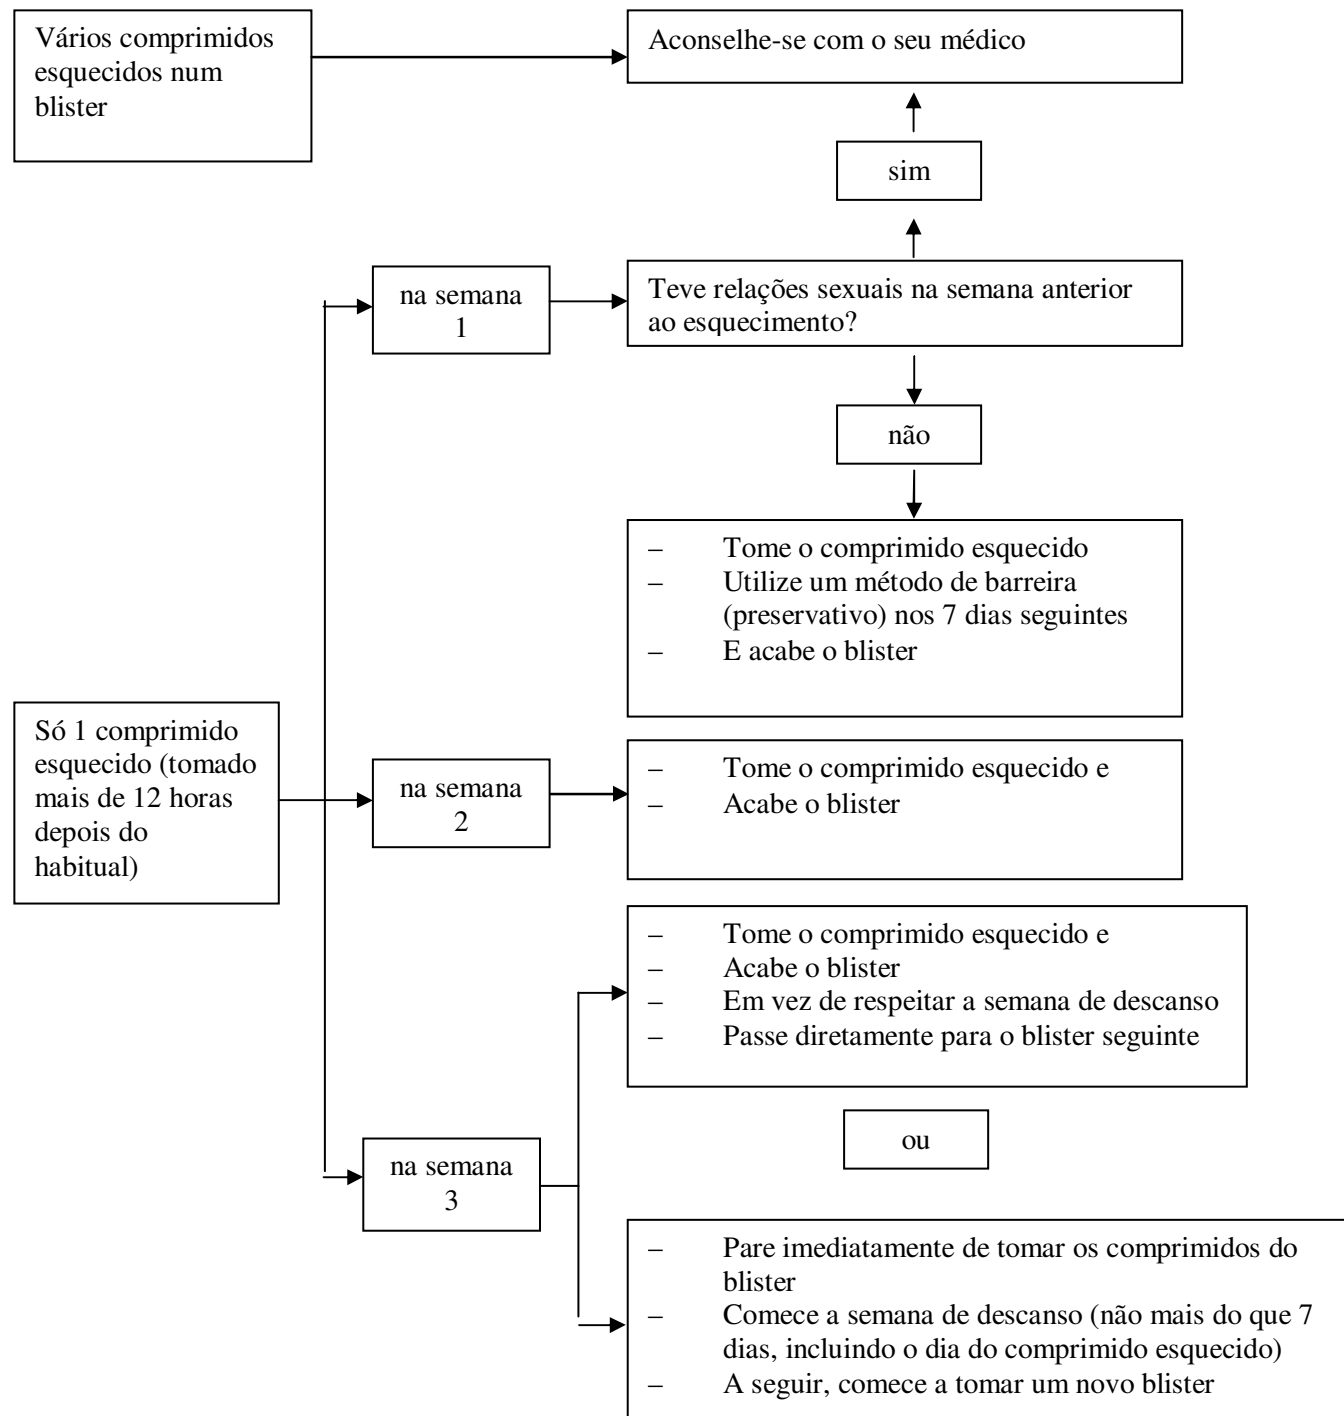 Vários comprimidos
esquecidos num
blister
Aconselhe-se com o seu médico
sim
na semana
1
Teve relações sexuais na semana anterior
ao esquecimento?
não
– Tome o comprimido esquecido
– Utilize um método de barreira
(preservativo) nos 7 dias seguintes
– E acabe o blister
Só 1 comprimido
esquecido (tomado
mais de 12 horas
depois do
habitual)
na semana
2
– Tome o comprimido esquecido e
– Acabe o blister
– Tome o comprimido esquecido e
– Acabe o blister
– Em vez de respeitar a semana de descanso
– Passe diretamente para o blister seguinte
ou
na semana
3
– Pare imediatamente de tomar os comprimidos do
blister
– Comece a semana de descanso (não mais do que 7
dias, incluindo o dia do comprimido esquecido)
– A seguir, comece a tomar um novo blister